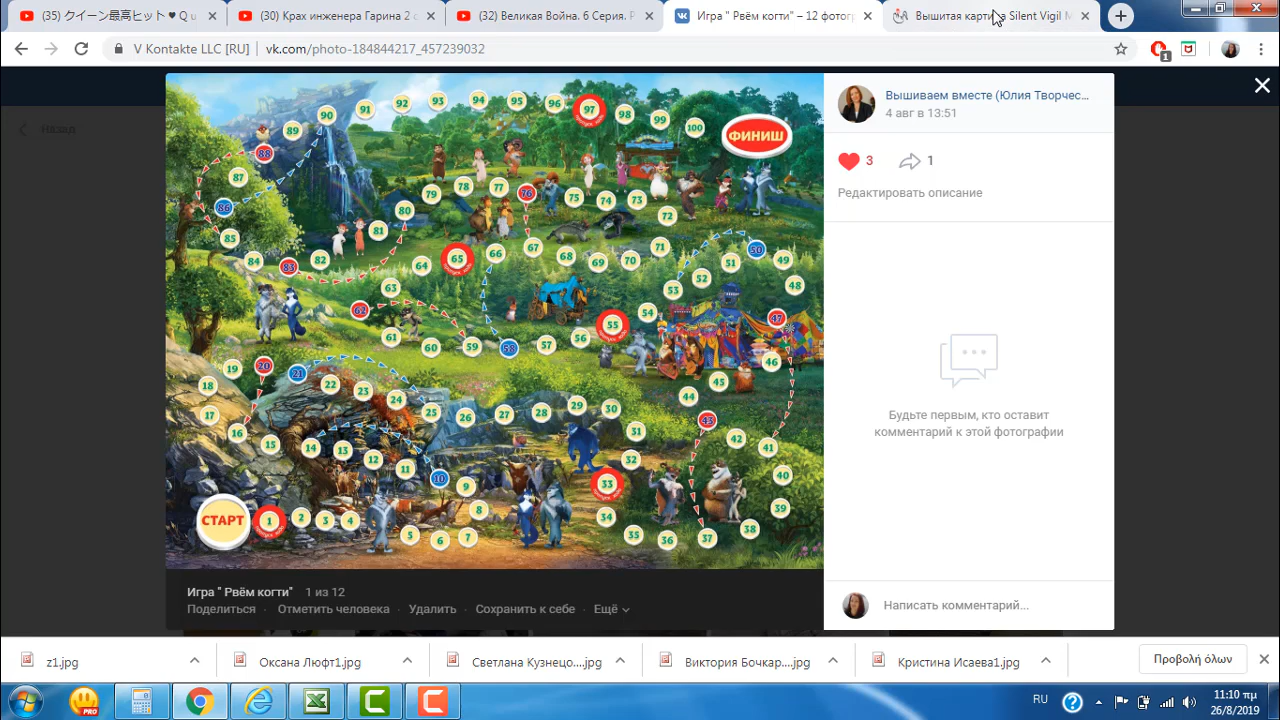 (35) クイーン最高ヒット ♥ Q u
(30) Крах инженера Гарина 2 с
(32) Великая Война. 6 Серия. Р
Игра " Рвём когти" – 12 фотогр
Вышитая картина Silent Vigil M
V Kontakte LLC [RU] | vk.com/photo-184844217_457239032
1
Назад
90 91 92 93 94 95 96 97 98 99 100
ФИНИШ
89 88 87 86 85 84 83 82 81 80 79 78 77 76 75 74 73 72
62 63 64 65 66 67 68 69 70 71
61 60 59 58 57 56 55 54 53 52 51 50 49 48 47
18 19 20 21 22 23 24 25 26 27 28 29 30 31 32 33 34 35 36 37 38 39 40 41 42 43 44 45 46
17 16 15 14 13 12 11 10 9 8 7 6 5 4 3 2 1
СТАРТ
Вышиваем вместе (Юлия Творчес...
4 авг в 13:51
3 1
Редактировать описание
Будьте первым, кто оставит
комментарий к этой фотографии
Написать комментарий...
Игра " Рвём когти" 1 из 12
Поделиться · Отметить человека · Удалить · Сохранить к себе · Ещё
z1.jpg
Оксана Люфт1.jpg
Светлана Кузнецо....jpg
Виктория Бочкар....jpg
Кристина Исаева1.jpg
Προβολή όλων
PRO
RU
11:10 πμ
26/8/2019